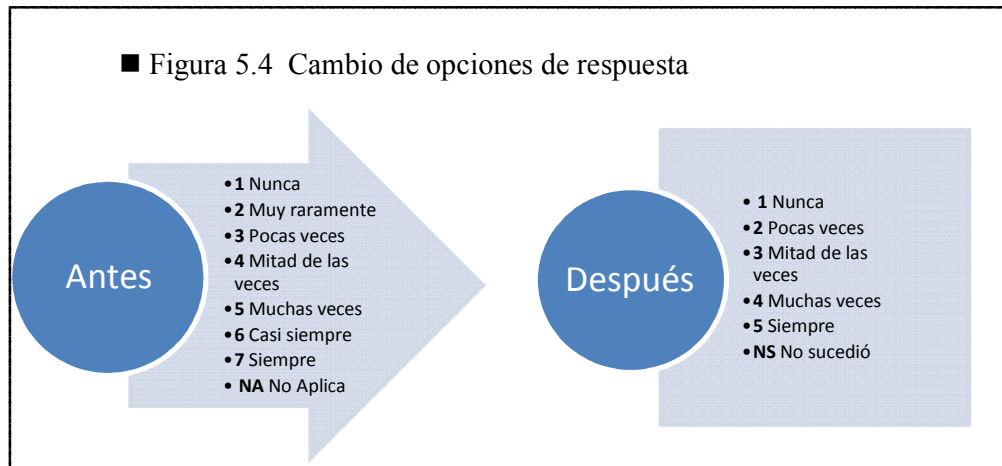 ■ Figura 5.4 Cambio de opciones de respuesta
Antes
•1 Nunca
•2 Muy raramente
•3 Pocas veces
•4 Mitad de las
veces
•5 Muchas veces
•6 Casi siempre
•7 Siempre
• NA No Aplica
Después
• 1 Nunca
•2 Pocas veces
•3 Mitad de las
veces
•4 Muchas veces
•5 Siempre
•NS No sucedió